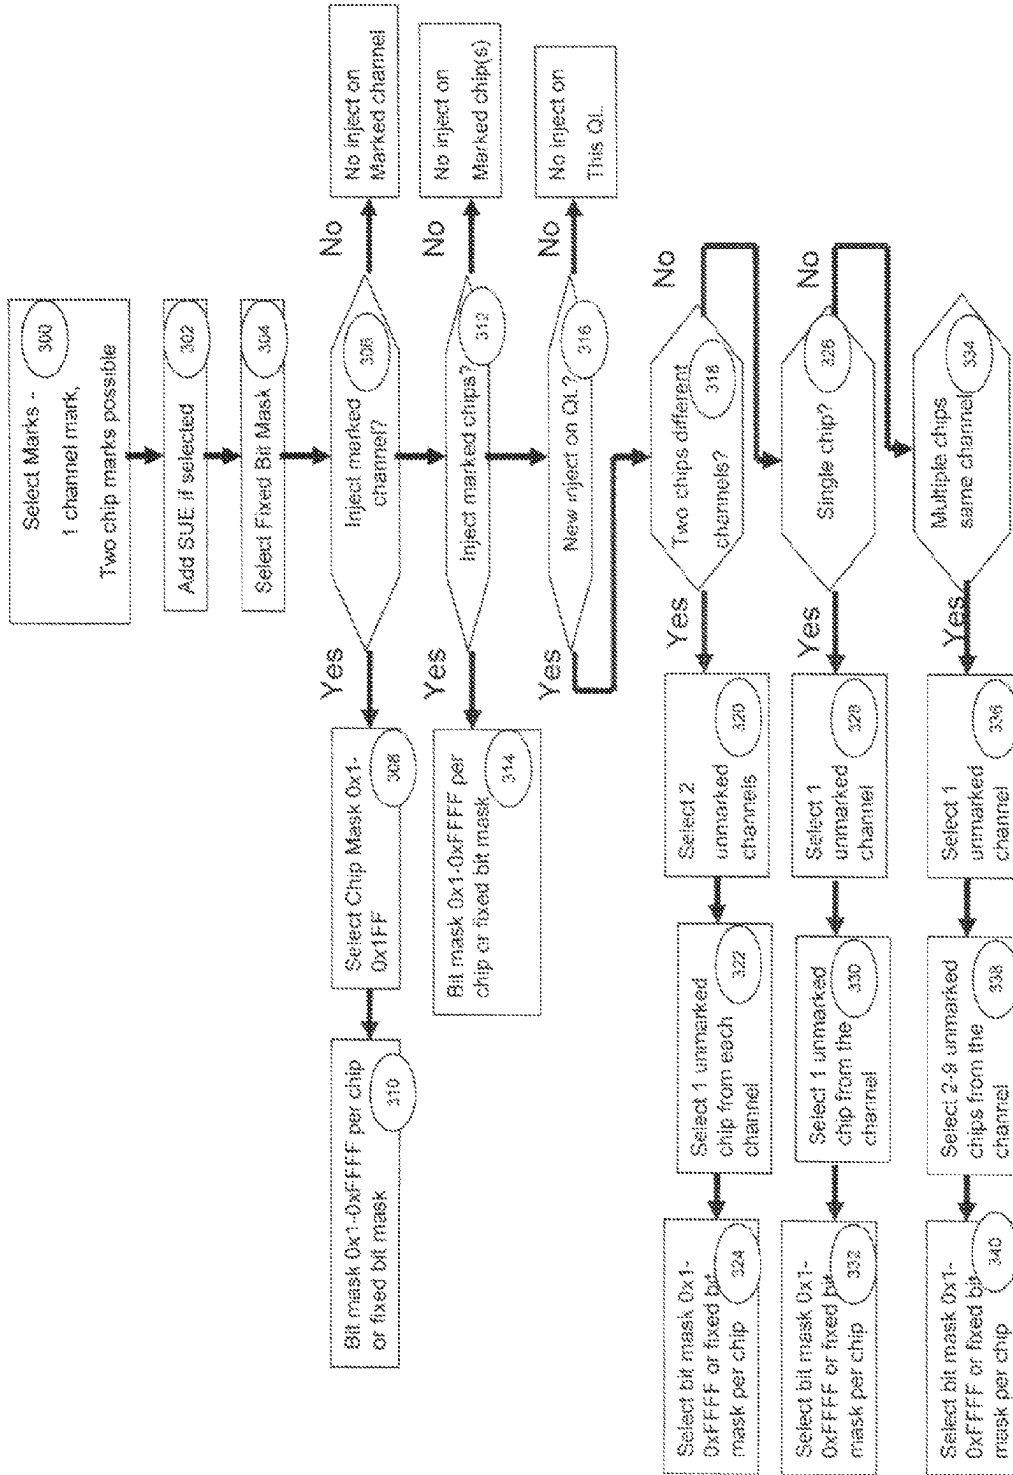 Select Marks -
1 channel mark,
Two chip marks possible
300
Add SUE if selected
302
Select Fixed Bit Mask
304
Inject marked
channel?
306
No
No inject on
Marked channel
Yes
Select Chip Mask 0x1-
0x1FF
308
Bit mask 0x1-0xFFFF per chip
or fixed bit mask
310
Inject marked chips?
312
No
No inject on
Marked chip(s)
Yes
Bit mask 0x1-0xFFFF per
chip or fixed bit mask
314
New inject on QL?
316
No
No inject on
This QL
Yes
Two chips different
channels?
318
No
Yes
Select 2
unmarked
channels
320
Select 1 unmarked
chip from each
channel
322
Select bit mask 0x1-
0xFFFF or fixed bit
mask per chip
324
Single chip?
326
No
Yes
Select 1
unmarked
channel
328
Select 1 unmarked
chip from the
channel
330
Select bit mask 0x1-
0xFFFF or fixed bit
mask per chip
332
Multiple chips
same channel
334
Yes
Select 1
unmarked
channel
336
Select 2-9 unmarked
chips from the
channel
338
Select bit mask 0x1-
0xFFFF or fixed bit
mask per chip
340